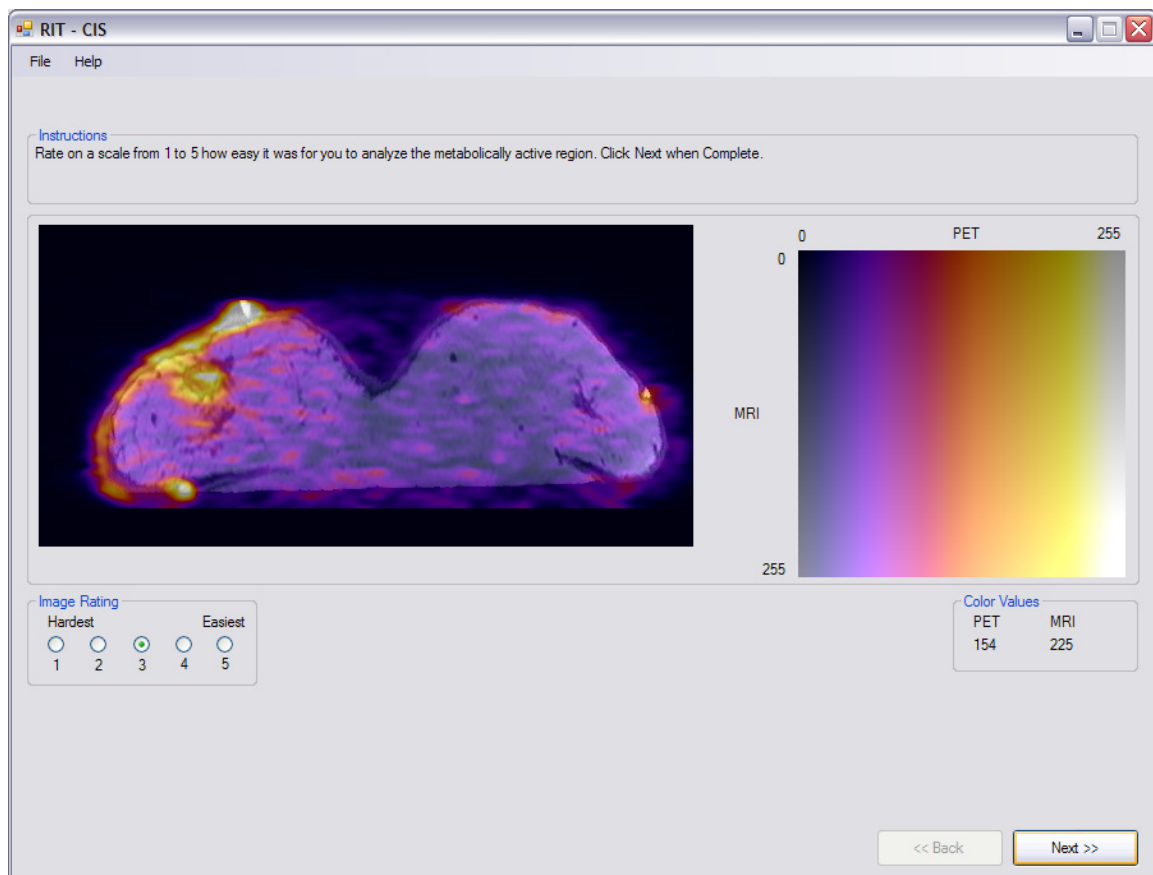 RIT - CIS
File Help
Instructions
Rate on a scale from 1 to 5 how easy it was for you to analyze the metabolically active region. Click Next when Complete.
0 PET 255
0
MRI
255
Image Rating
Hardest Easiest
1 2 3 4 5
Color Values
PET MRI
154 225
<< Back Next >>